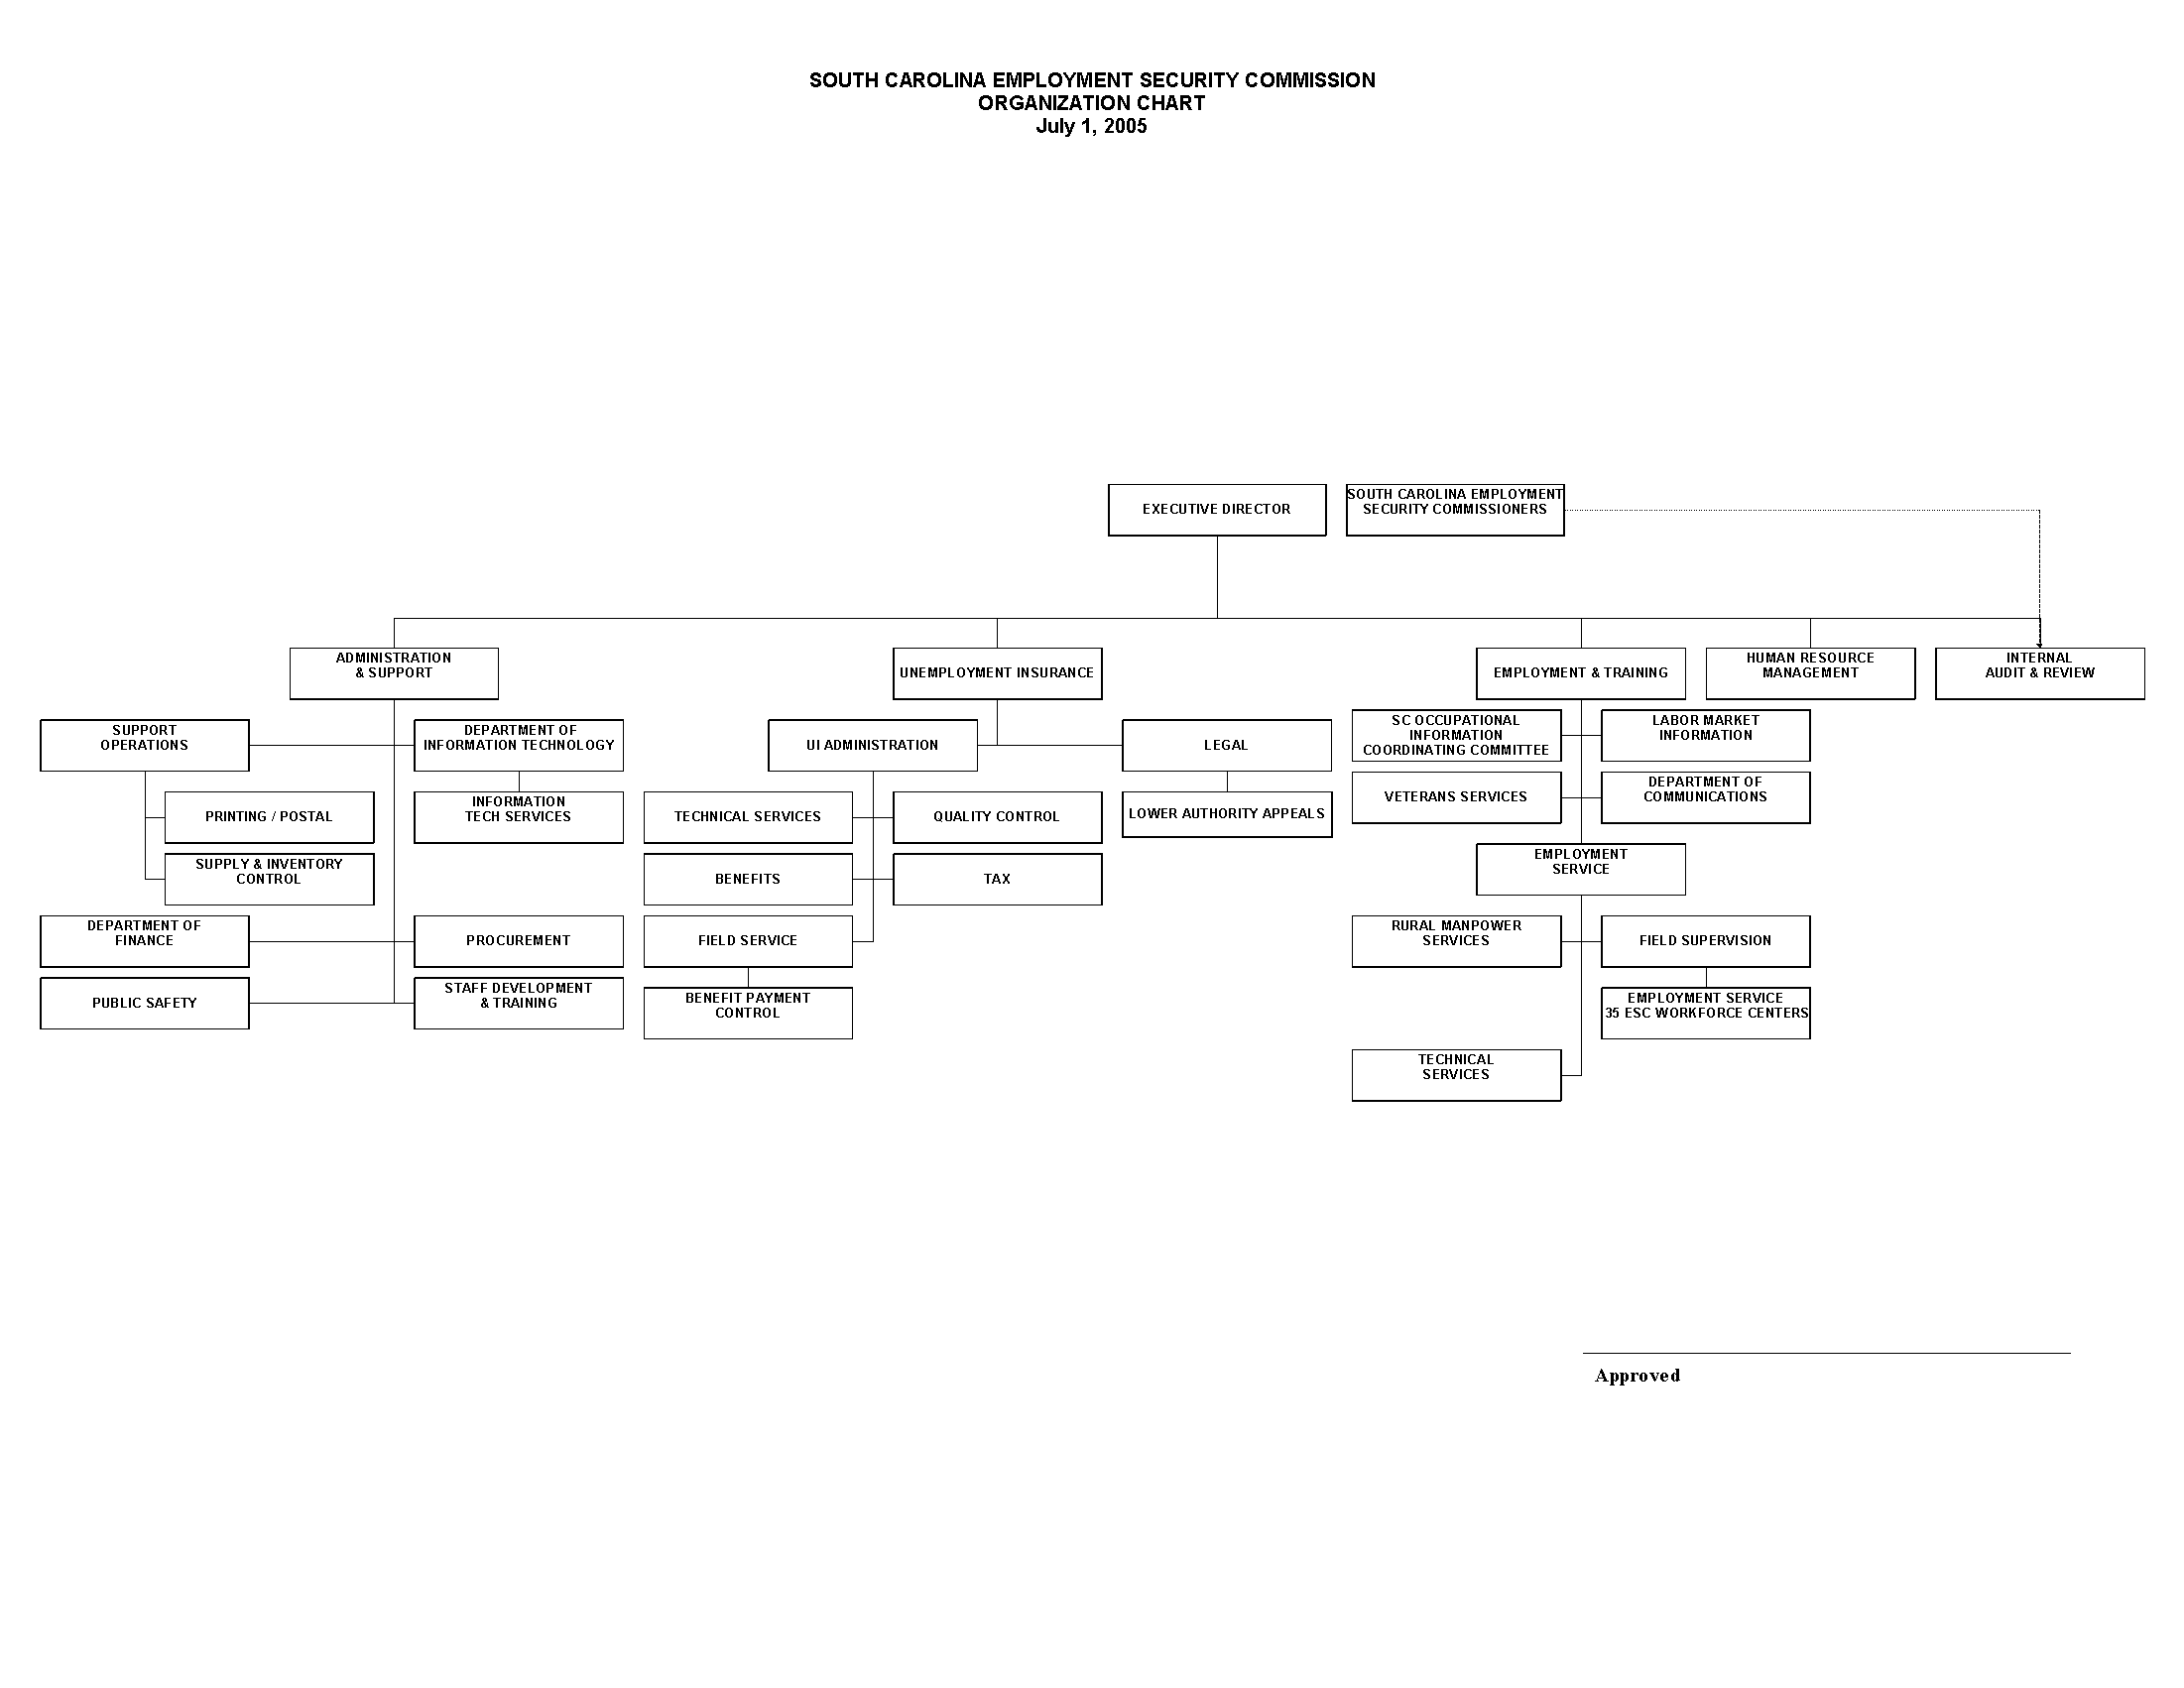 SOUTH CAROLINA EMPLOYMENT SECURITY COMMISSION
ORGANIZATION CHART
July 1, 2005
EXECUTIVE DIRECTOR
SOUTH CAROLINA EMPLOYMENT
SECURITY COMMISSIONERS
ADMINISTRATION
& SUPPORT
UNEMPLOYMENT INSURANCE
EMPLOYMENT & TRAINING
HUMAN RESOURCE
MANAGEMENT
INTERNAL
AUDIT & REVIEW
SUPPORT
OPERATIONS
DEPARTMENT OF
INFORMATION TECHNOLOGY
PRINTING / POSTAL
INFORMATION
TECH SERVICES
SUPPLY & INVENTORY
CONTROL
DEPARTMENT OF
FINANCE
PROCUREMENT
PUBLIC SAFETY
STAFF DEVELOPMENT
& TRAINING
UI ADMINISTRATION
LEGAL
TECHNICAL SERVICES
QUALITY CONTROL
LOWER AUTHORITY APPEALS
BENEFITS
TAX
FIELD SERVICE
BENEFIT PAYMENT
CONTROL
SC OCCUPATIONAL
INFORMATION
COORDINATING COMMITTEE
LABOR MARKET
INFORMATION
VETERANS SERVICES
DEPARTMENT OF
COMMUNICATIONS
EMPLOYMENT
SERVICE
RURAL MANPOWER
SERVICES
FIELD SUPERVISION
EMPLOYMENT SERVICE
35 ESC WORKFORCE CENTERS
TECHNICAL
SERVICES
Approved